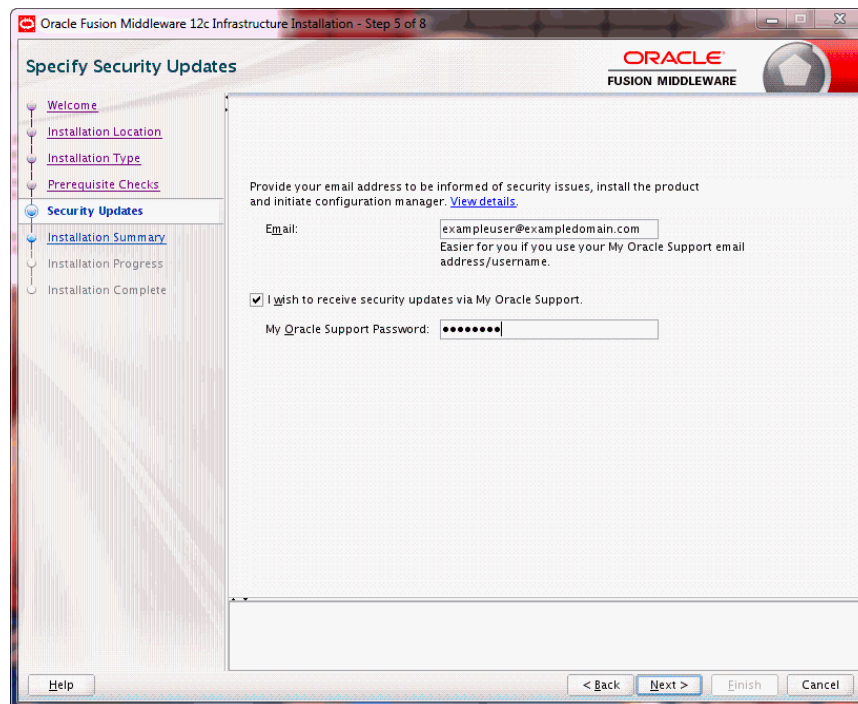 Oracle Fusion Middleware 12c Infrastructure Installation - Step 5 of 8
Specify Security Updates
ORACLE
FUSION MIDDLEWARE
Welcome
Installation Location
Installation Type
Prerequisite Checks
Security Updates
Installation Summary
Installation Progress
Installation Complete
Provide your email address to be informed of security issues, install the product
and initiate configuration manager. View details.
Email:
exampleuser@exampledomain.com
Easier for you if you use your My Oracle Support email
address/username.
I wish to receive security updates via My Oracle Support.
My Oracle Support Password: ••••••••
Help
< Back
Next >
Finish
Cancel